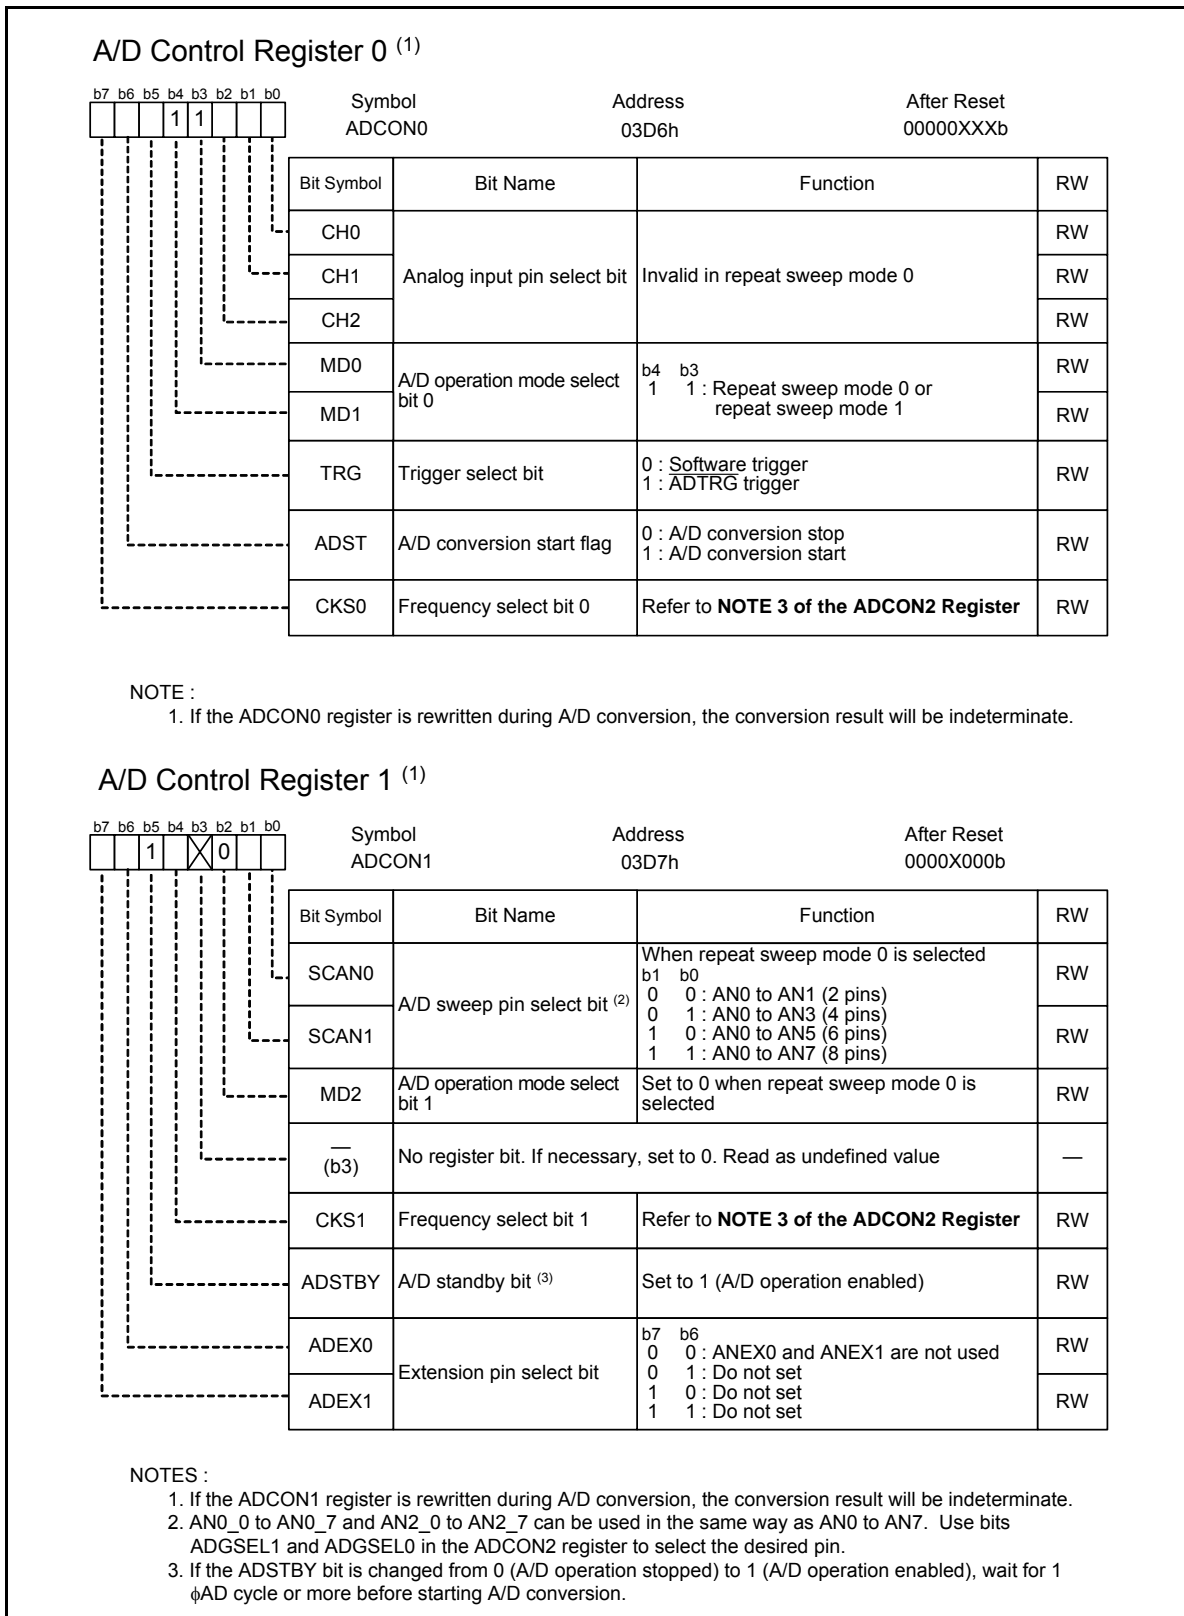 A/D Control Register 0 (1)
b7 b6 b5 b4 b3 b2 b1 b0
1 1
Symbol Address After Reset
ADCON0 03D6h 00000XXXb
Bit Symbol Bit Name Function RW
CH0 RW
CH1 Analog input pin select bit Invalid in repeat sweep mode 0 RW
CH2 RW
MD0 RW
A/D operation mode select
bit 0
b4 b3
1 1 : Repeat sweep mode 0 or
repeat sweep mode 1
MD1 RW
TRG Trigger select bit
0 : Software trigger
1 : ADTRG trigger
RW
ADST A/D conversion start flag
0 : A/D conversion stop
1 : A/D conversion start
RW
CKS0 Frequency select bit 0 Refer to NOTE 3 of the ADCON2 Register RW
NOTE :
1. If the ADCON0 register is rewritten during A/D conversion, the conversion result will be indeterminate.
A/D Control Register 1 (1)
b7 b6 b5 b4 b3 b2 b1 b0
1 0
Symbol Address After Reset
ADCON1 03D7h 0000X000b
Bit Symbol Bit Name Function RW
SCAN0 RW
A/D sweep pin select bit (2)
When repeat sweep mode 0 is selected
b1 b0
0 0 : AN0 to AN1 (2 pins)
0 1 : AN0 to AN3 (4 pins)
1 0 : AN0 to AN5 (6 pins)
1 1 : AN0 to AN7 (8 pins)
SCAN1 RW
MD2
A/D operation mode select
bit 1
Set to 0 when repeat sweep mode 0 is
selected
RW
—
(b3)
No register bit. If necessary, set to 0. Read as undefined value —
CKS1 Frequency select bit 1 Refer to NOTE 3 of the ADCON2 Register RW
ADSTBY A/D standby bit (3) Set to 1 (A/D operation enabled) RW
ADEX0 RW
Extension pin select bit
b7 b6
0 0 : ANEX0 and ANEX1 are not used
0 1 : Do not set
1 0 : Do not set
1 1 : Do not set
ADEX1 RW
NOTES :
1. If the ADCON1 register is rewritten during A/D conversion, the conversion result will be indeterminate.
2. AN0_0 to AN0_7 and AN2_0 to AN2_7 can be used in the same way as AN0 to AN7. Use bits
ADGSEL1 and ADGSEL0 in the ADCON2 register to select the desired pin.
3. If the ADSTBY bit is changed from 0 (A/D operation stopped) to 1 (A/D operation enabled), wait for 1
ϕAD cycle or more before starting A/D conversion.